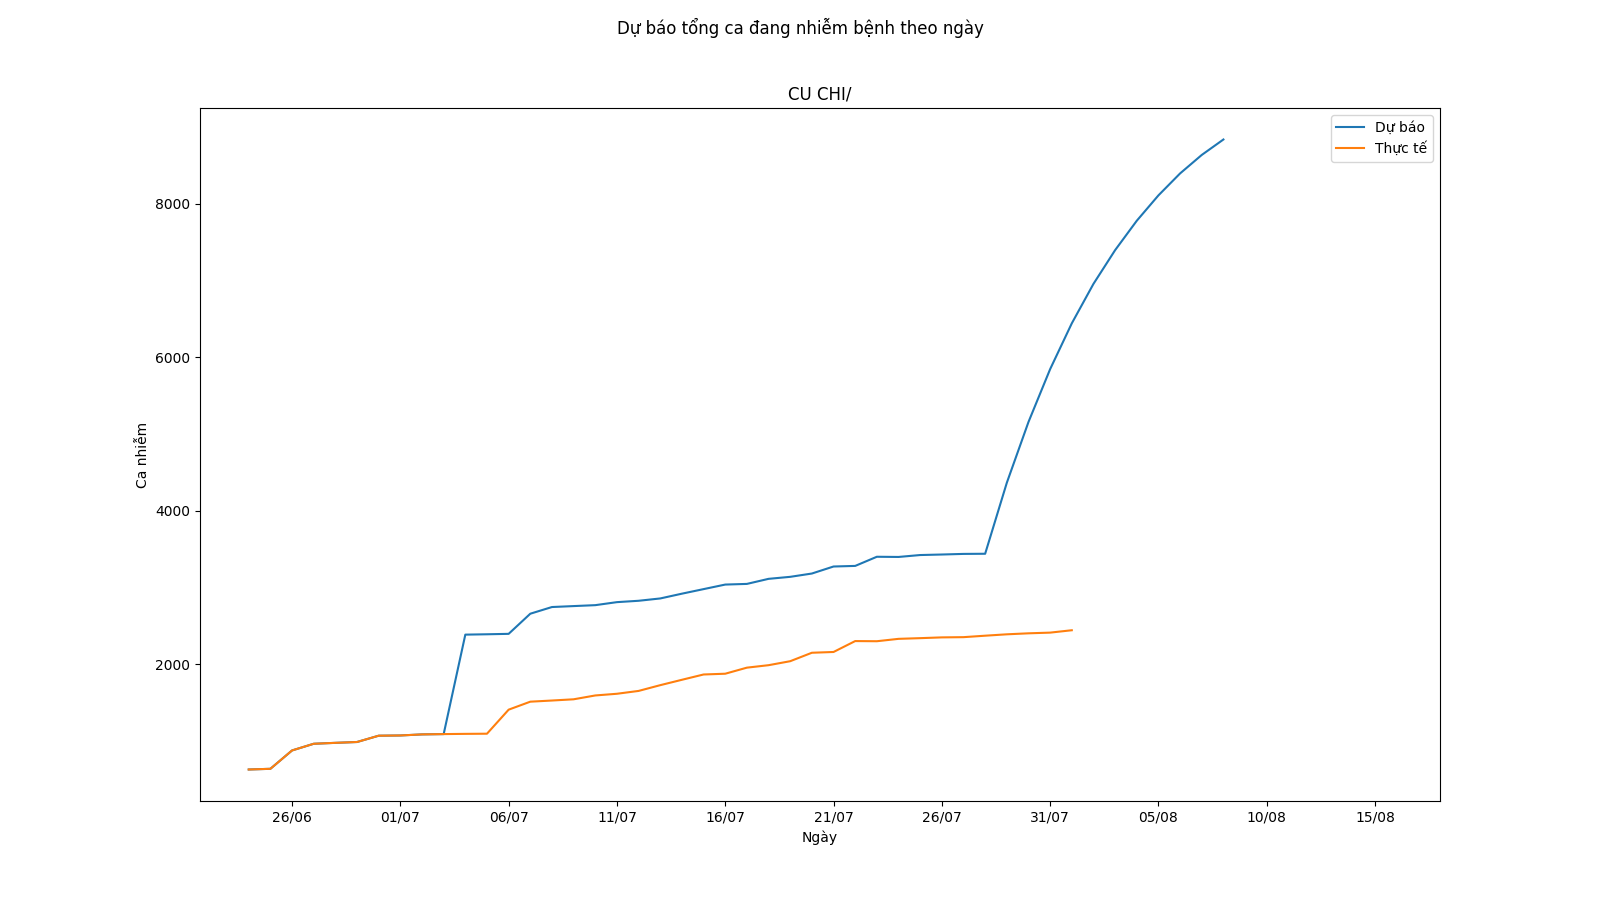 Dự báo tổng ca đang nhiễm bệnh theo ngày
CU CHI/
Dự báo
Thực tế
8000
6000
4000
2000
Ca nhiễm
26/06
01/07
06/07
11/07
16/07
21/07
26/07
31/07
05/08
10/08
15/08
Ngày